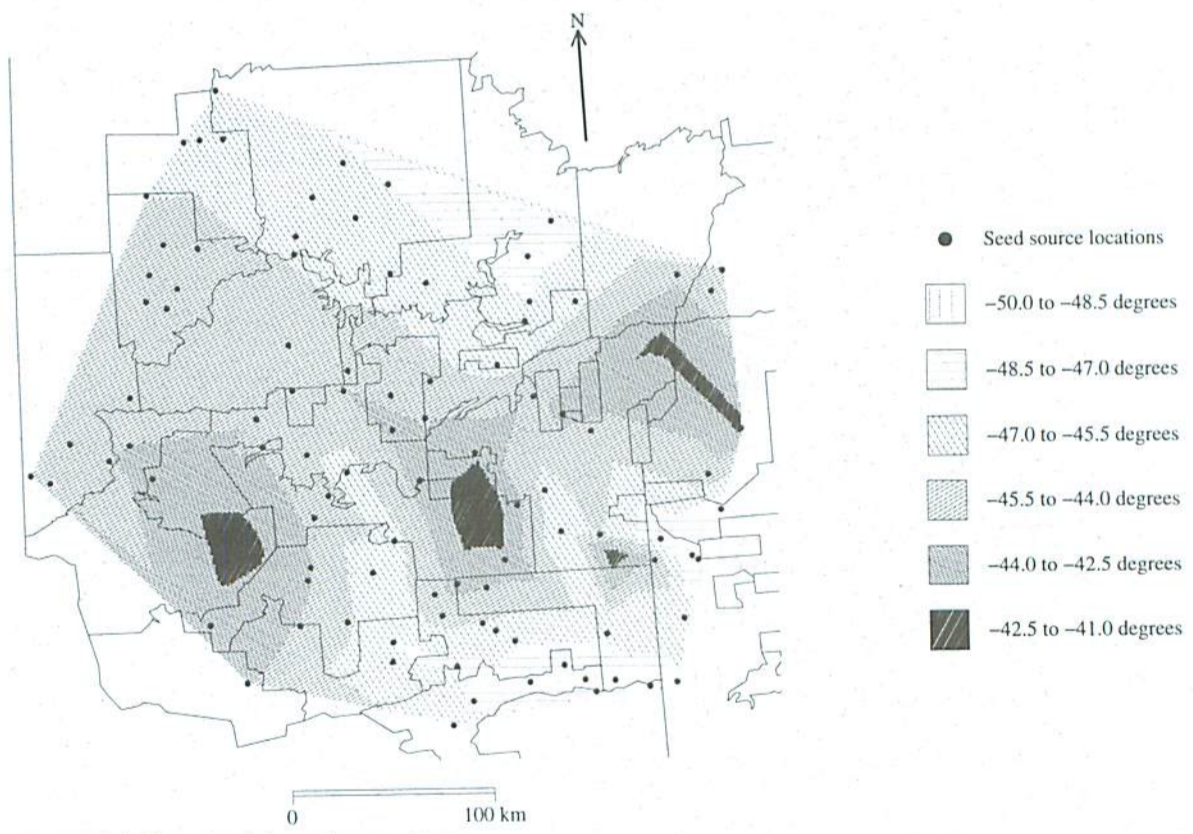 N
Seed source locations
−50.0 to −48.5 degrees
−48.5 to −47.0 degrees
−47.0 to −45.5 degrees
−45.5 to −44.0 degrees
−44.0 to −42.5 degrees
−42.5 to −41.0 degrees
0 100 km